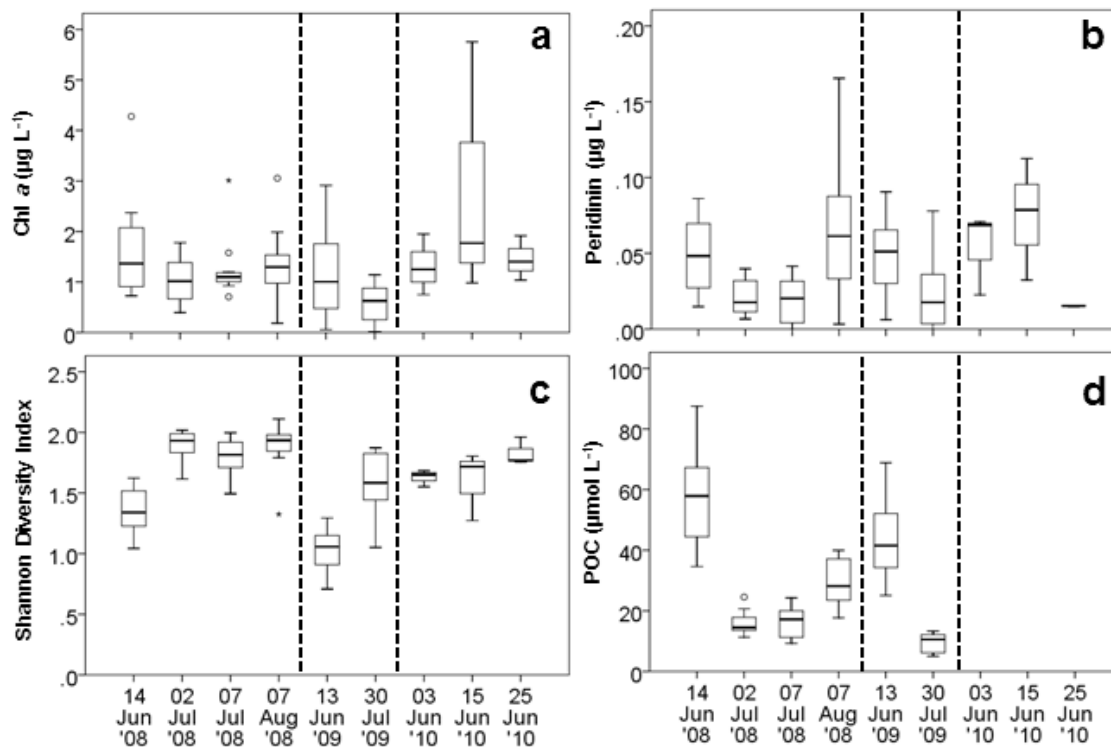 a
Chl a (µg L⁻¹)
6
5
4
3
2
1
0
b
Peridinin (µg L⁻¹)
.20
.15
.10
.05
.00
c
Shannon Diversity Index
2.5
2.0
1.5
1.0
.5
.0
d
POC (µmol L⁻¹)
100
80
60
40
20
0
14 02 07 07 13 30 03 15 25
Jun Jul Jul Aug Jun Jul Jun Jun Jun
'08 '08 '08 '08 '09 '09 '10 '10 '10
14 02 07 07 13 30 03 15 25
Jun Jul Jul Aug Jun Jul Jun Jun Jun
'08 '08 '08 '08 '09 '09 '10 '10 '10